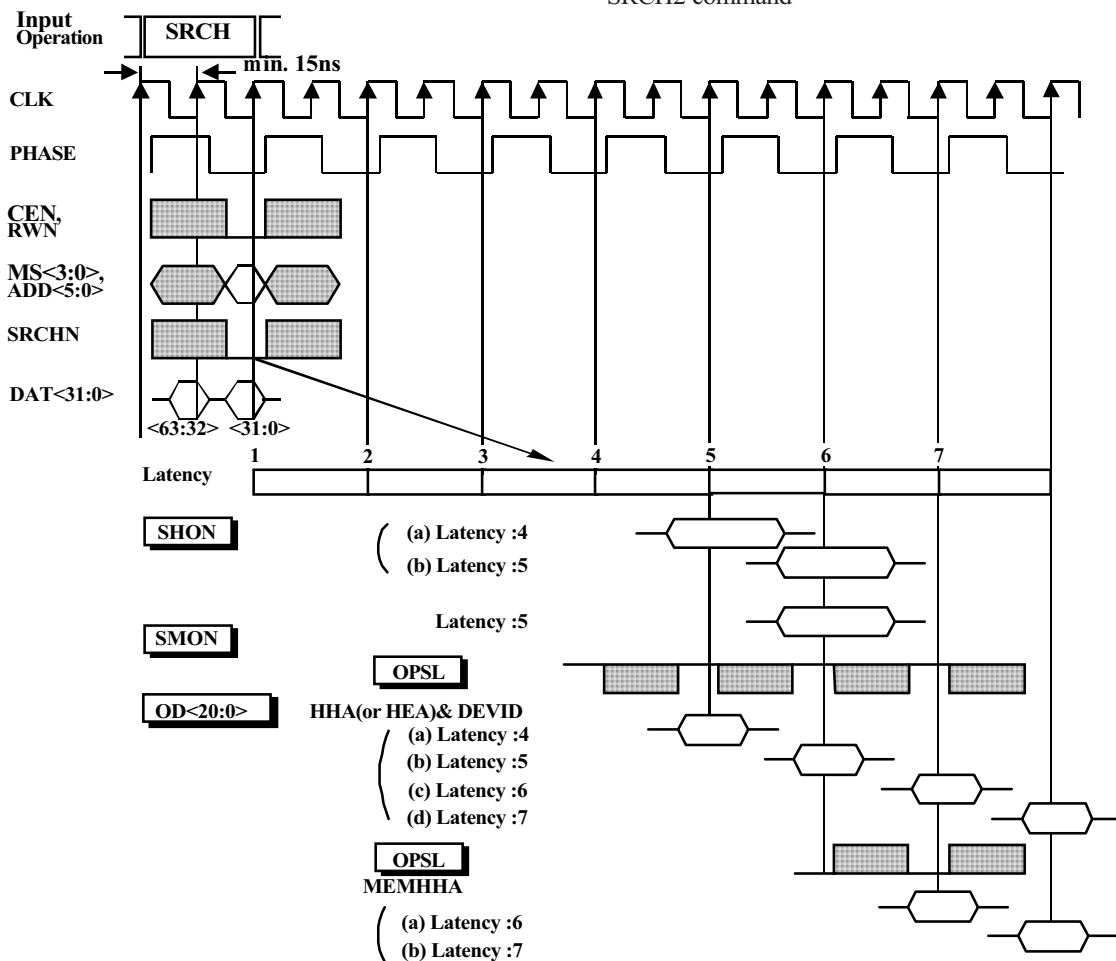 SRCH2 command
Input
Operation
SRCH
min. 15ns
CLK
PHASE
CEN,
RWN
MS<3:0>,
ADD<5:0>
SRCHN
DAT<31:0>
<63:32> <31:0>
1 2 3 4 5 6 7
Latency
SHON
(a) Latency :4
(b) Latency :5
Latency :5
SMON
OPSL
OD<20:0>
HHA(or HEA)& DEVID
(a) Latency :4
(b) Latency :5
(c) Latency :6
(d) Latency :7
OPSL
MEMHHA
(a) Latency :6
(b) Latency :7